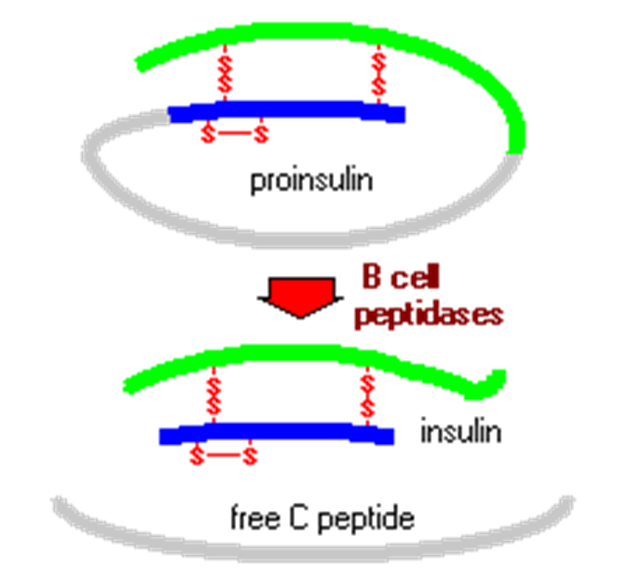 S S
S S
S—S
proinsulin
B cell
peptidases
S S
S S
insulin
S—S
free C peptide